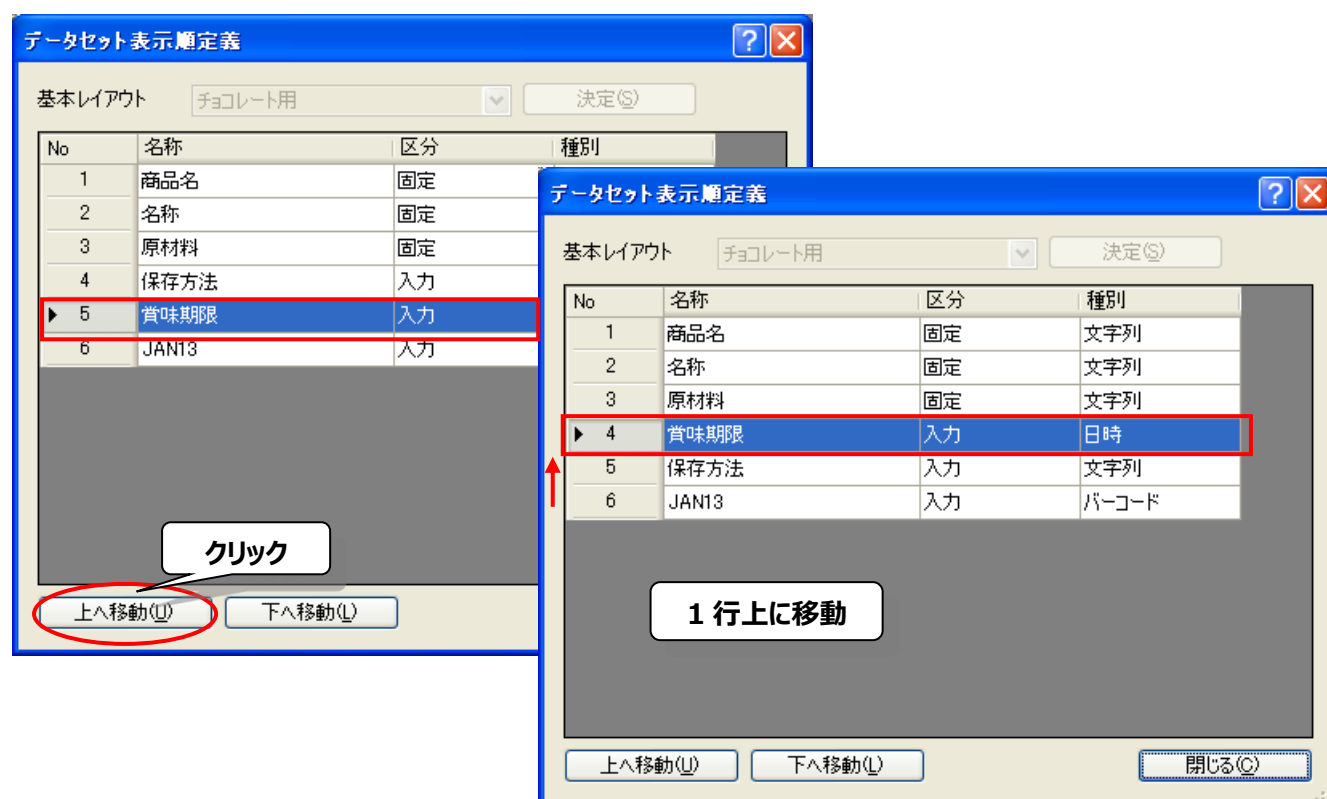 データセット表示順定義
基本レイアウト チョコレート用 決定(S)
No 名称 区分 種別
1 商品名 固定
2 名称 固定
3 原材料 固定
4 保存方法 入力
5 賞味期限 入力
6 JAN13 入力
クリック
上へ移動(U) 下へ移動(L)
データセット表示順定義
基本レイアウト チョコレート用 決定(S)
No 名称 区分 種別
1 商品名 固定 文字列
2 名称 固定 文字列
3 原材料 固定 文字列
4 賞味期限 入力 日時
5 保存方法 入力 文字列
6 JAN13 入力 バーコード
1 行上に移動
上へ移動(U) 下へ移動(L) 閉じる(C)